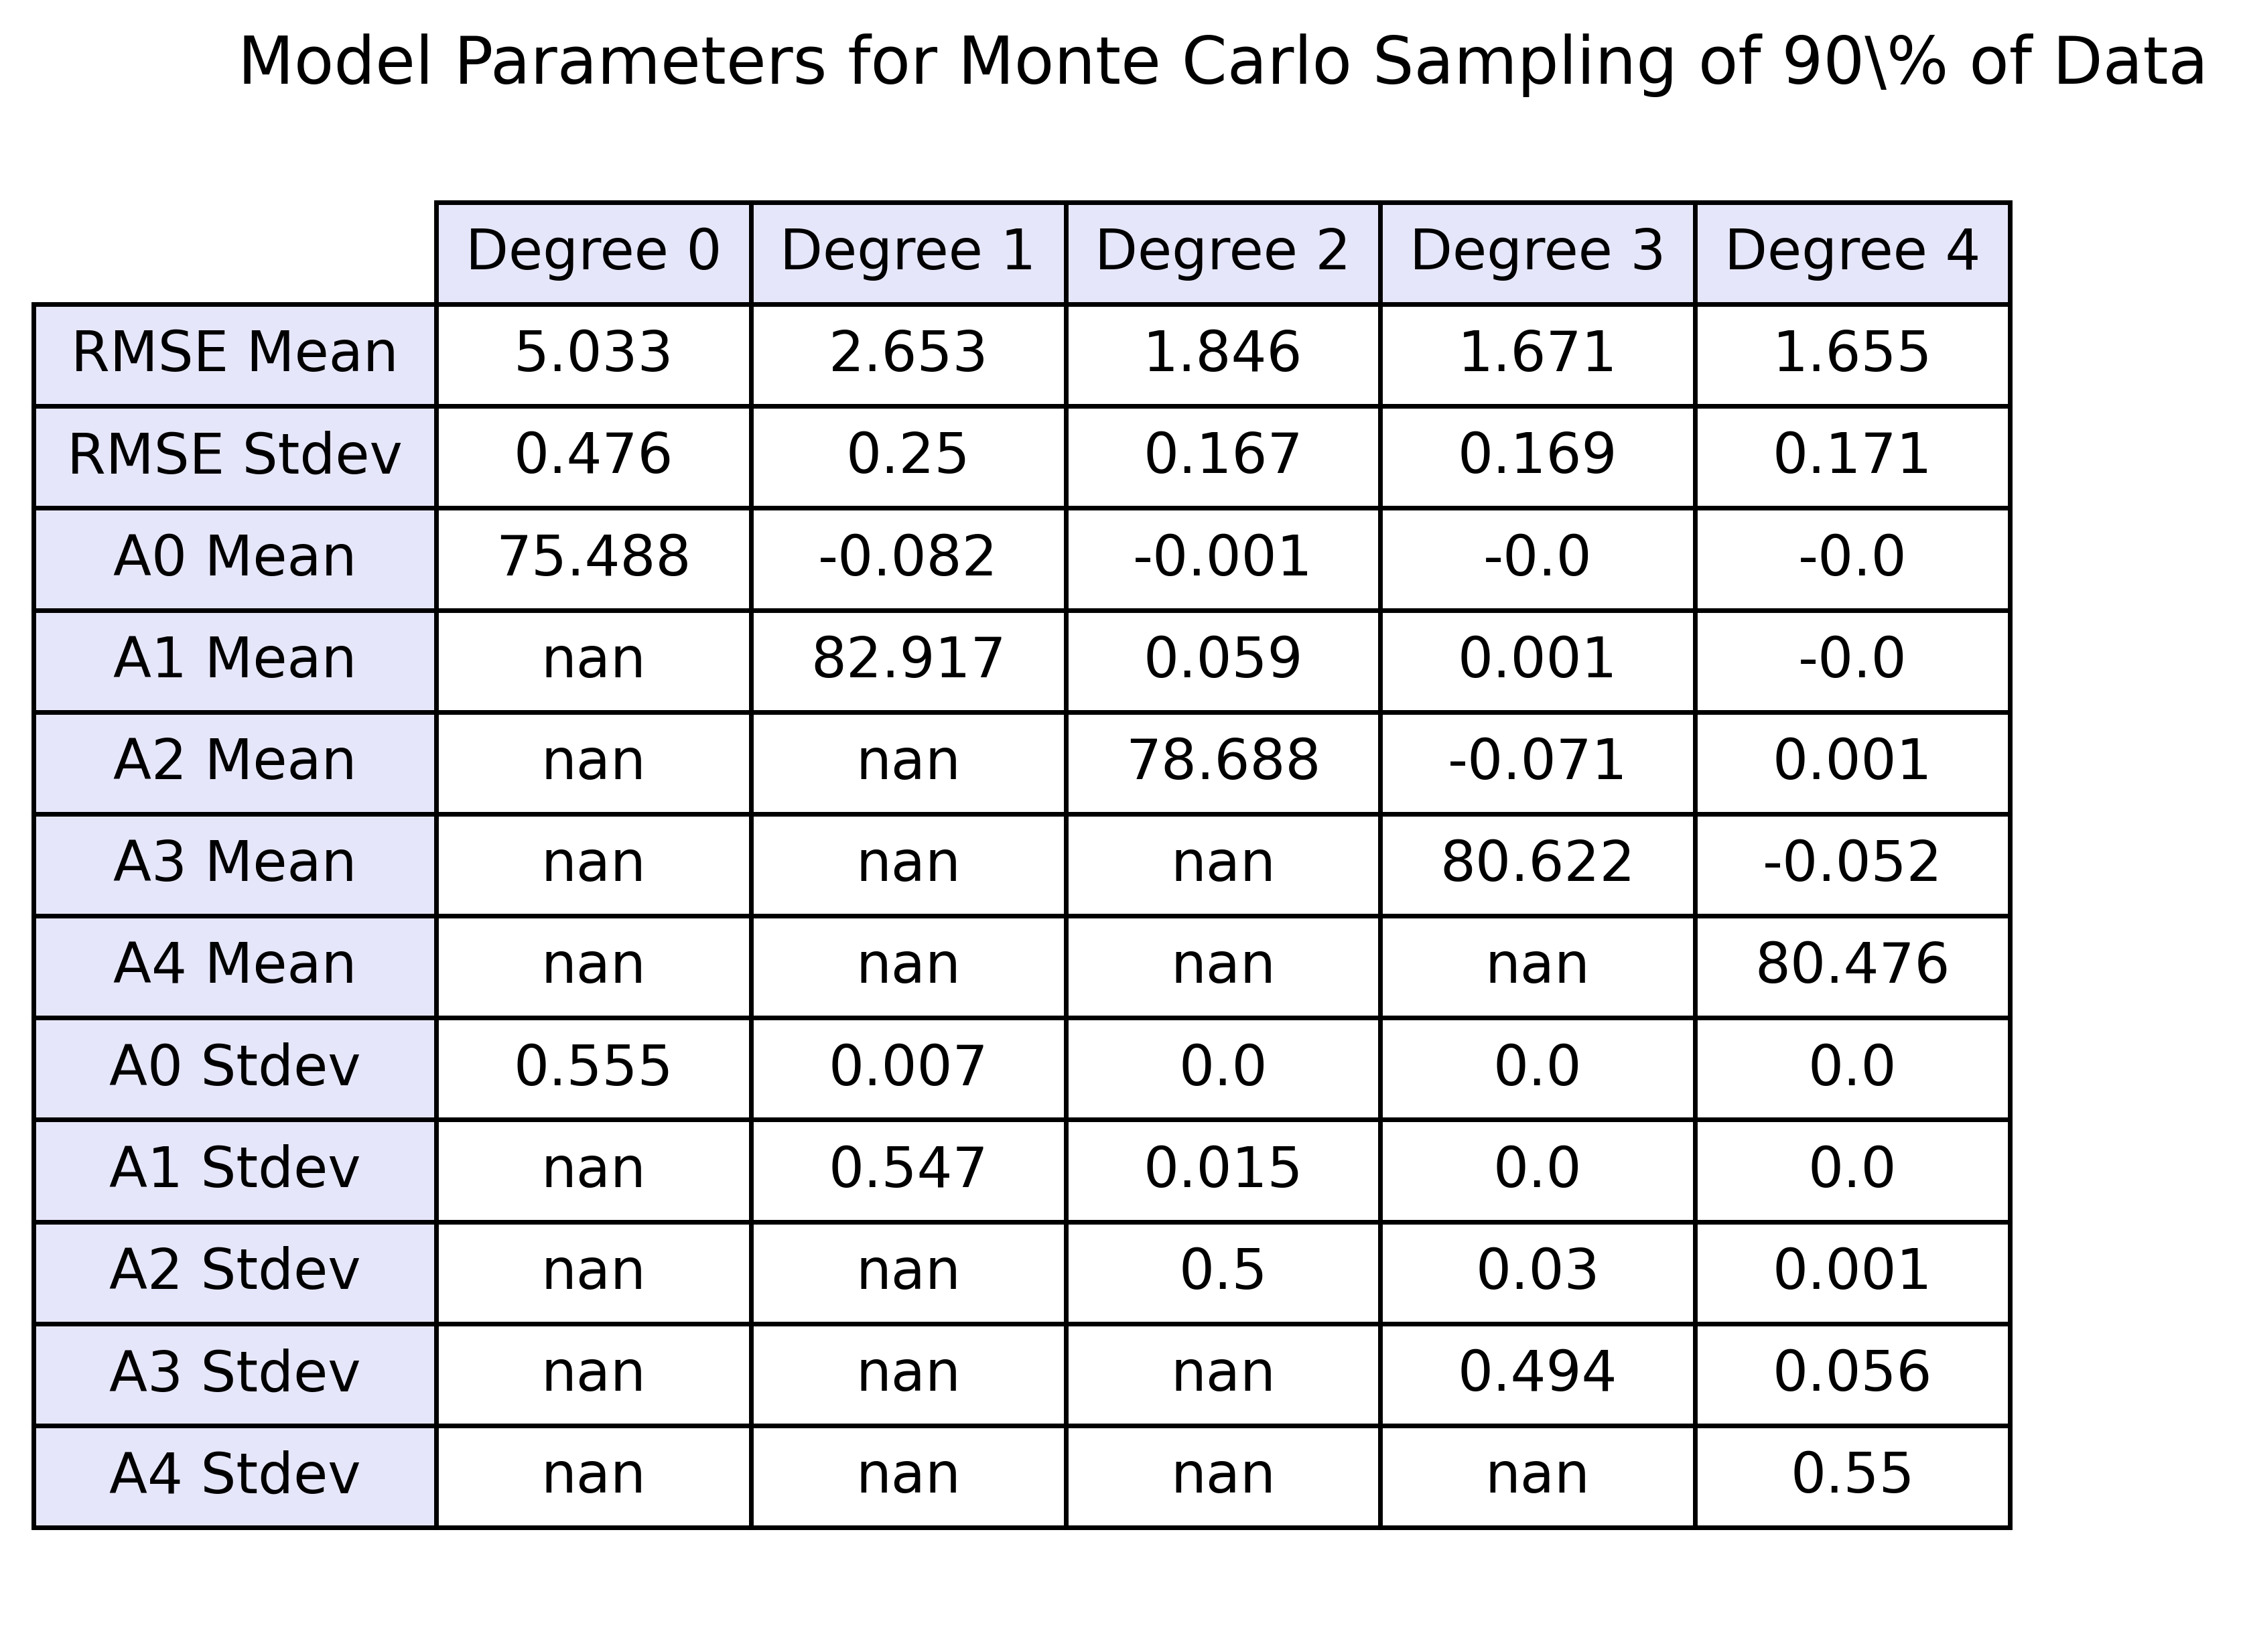 Model Parameters for Monte Carlo Sampling of 90\% of Data
Degree 0 Degree 1 Degree 2 Degree 3 Degree 4
RMSE Mean 5.033 2.653 1.846 1.671 1.655
RMSE Stdev 0.476 0.25 0.167 0.169 0.171
A0 Mean 75.488 -0.082 -0.001 -0.0 -0.0
A1 Mean nan 82.917 0.059 0.001 -0.0
A2 Mean nan nan 78.688 -0.071 0.001
A3 Mean nan nan nan 80.622 -0.052
A4 Mean nan nan nan nan 80.476
A0 Stdev 0.555 0.007 0.0 0.0 0.0
A1 Stdev nan 0.547 0.015 0.0 0.0
A2 Stdev nan nan 0.5 0.03 0.001
A3 Stdev nan nan nan 0.494 0.056
A4 Stdev nan nan nan nan 0.55